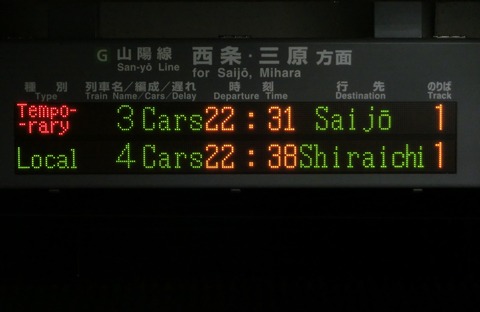 G 山陽線 西条・三原 方面
San-yō Line for Saijō, Mihara
種別 列車名／編成／遅れ 時刻 行先 のりば
Type Train Name/Cars/Delay Departure Time Destination Track
Tempo-
-rary 3 Cars 22:31 Saijō 1
Local 4 Cars 22:38 Shiraichi 1